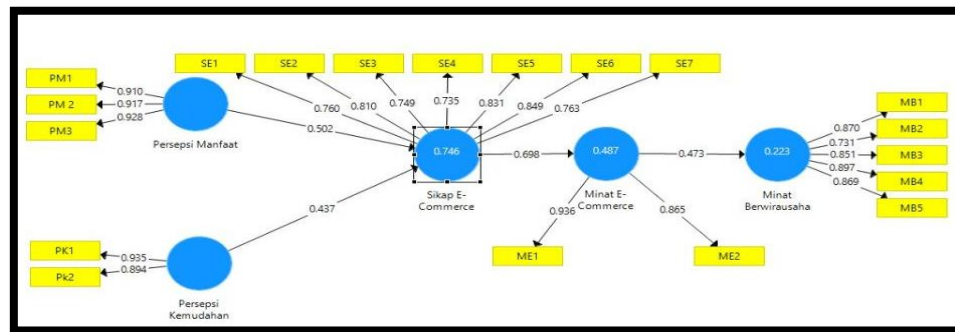 SE1 SE2 SE3 SE4 SE5 SE6 SE7
PM1
PM 2
PM3
0.910
0.917
0.928
Persepsi Manfaat
0.760 0.810 0.749 0.735 0.831 0.849 0.763
0.502
0.746
Sikap E-
Commerce
0.698
0.487
Minat E-
Commerce
0.473
0.223
Minat
Berwirausaha
0.870
0.731
0.851
0.897
0.869
MB1
MB2
MB3
MB4
MB5
0.437
PK1
Pk2
0.935
0.894
Persepsi
Kemudahan
0.936
0.865
ME1
ME2